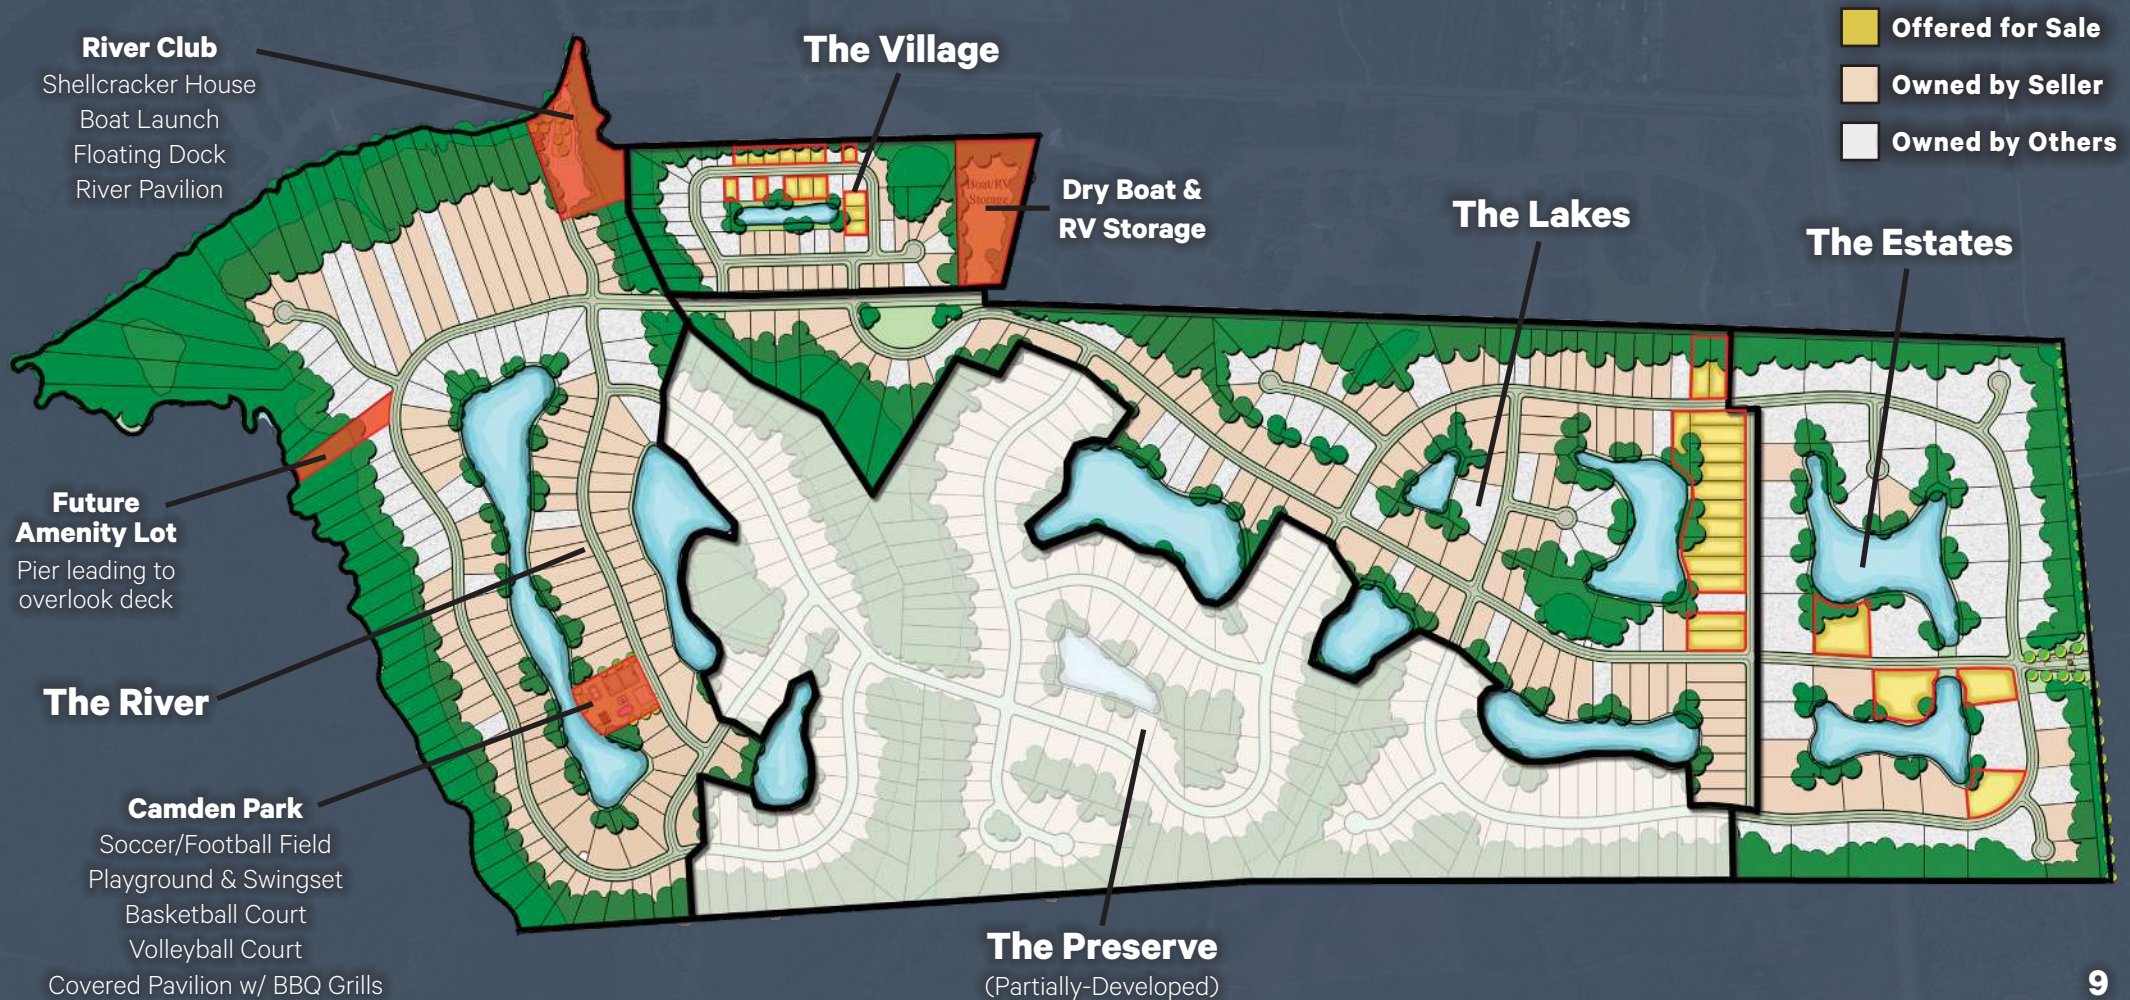 River Club
Shellcracker House
Boat Launch
Floating Dock
River Pavilion
The Village
Offered for Sale
Owned by Seller
Owned by Others
Boat/RV
Storage
Dry Boat &
RV Storage
The Lakes
The Estates
Future
Amenity Lot
Pier leading to
overlook deck
The River
Camden Park
Soccer/Football Field
Playground & Swingset
Basketball Court
Volleyball Court
Covered Pavilion w/ BBQ Grills
The Preserve
(Partially-Developed)
9